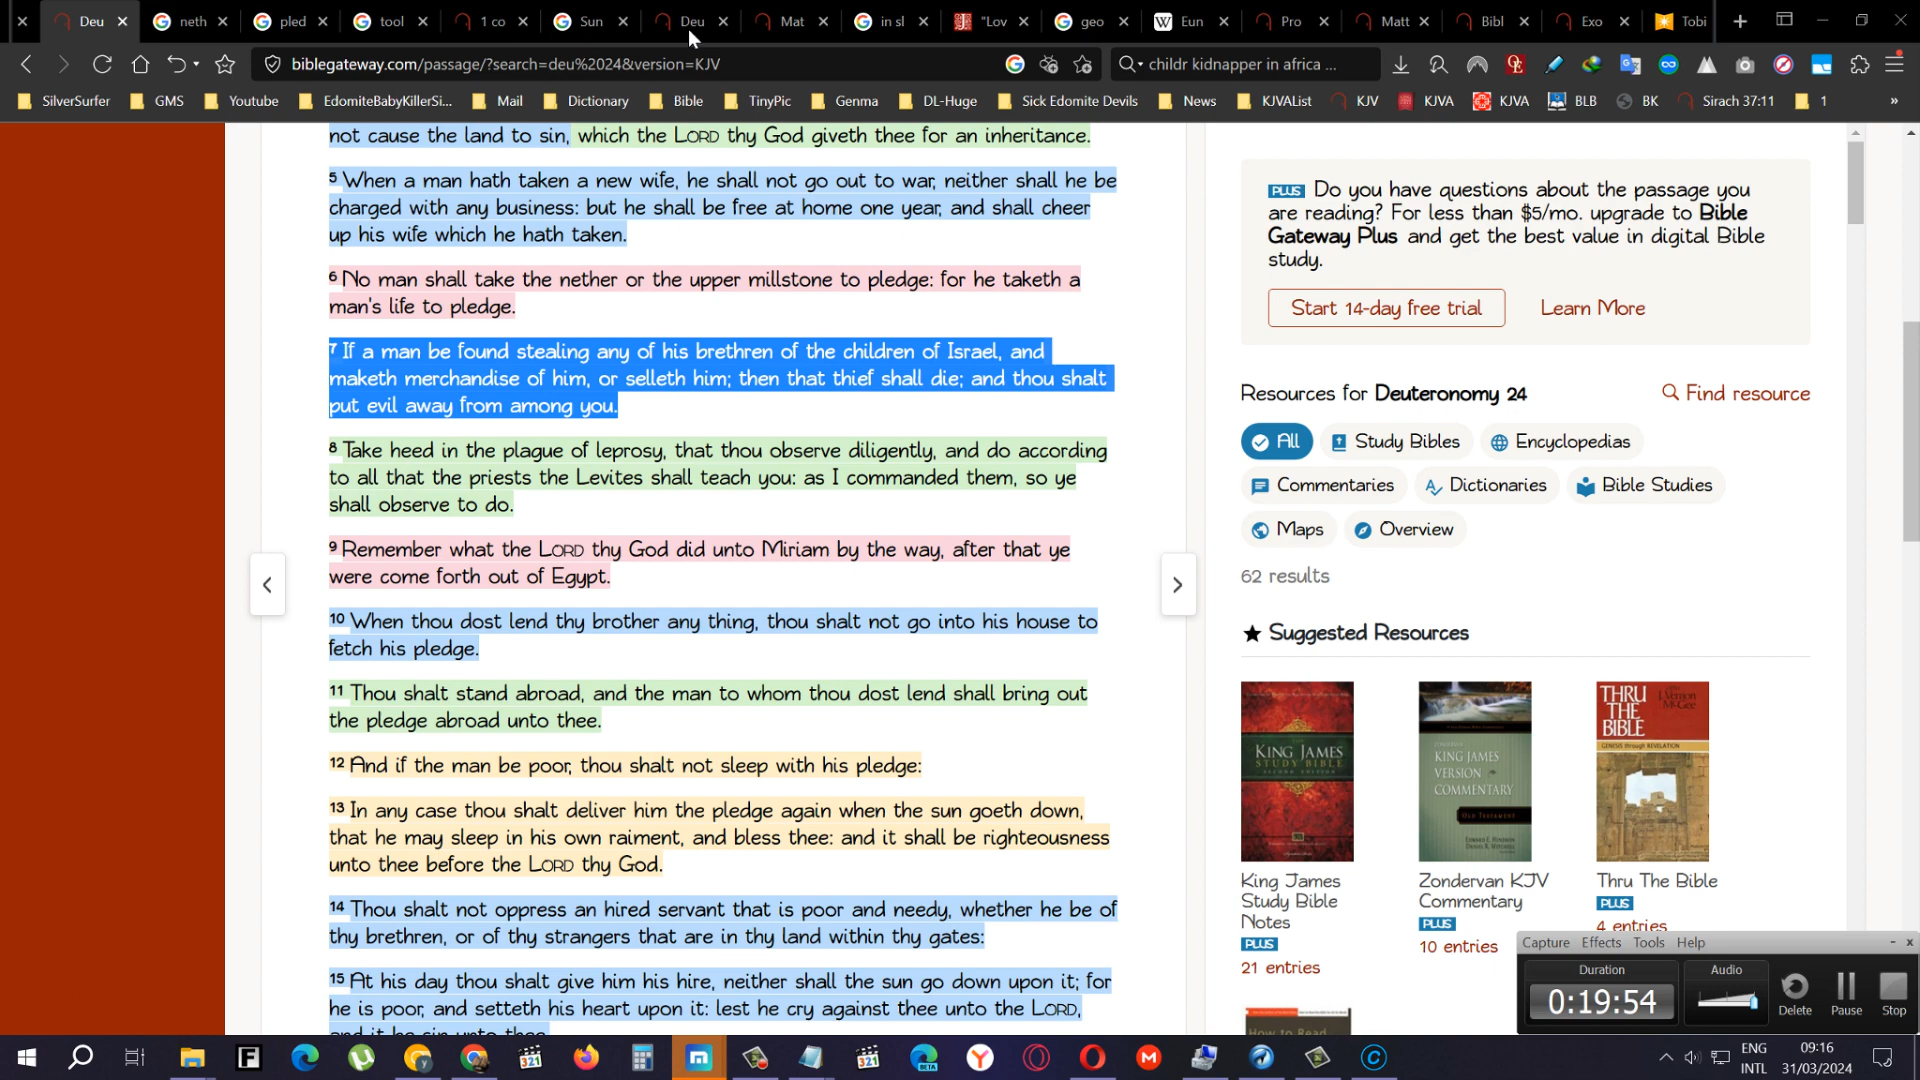 Deu
neth
pled
tool
1 co
Sun
Deu
Mat
in sl
"Lov
geo
Eun
Pro
Matt
Bibl
Exo
Tobi
biblegateway.com/passage/?search=deu%2024&version=KJV
childr kidnapper in africa ...
SilverSurfer
GMS
Youtube
EdomiteBabyKillerSi...
Mail
Dictionary
Bible
TinyPic
Genma
DL-Huge
Sick Edomite Devils
News
KJVAList
KJV
KJVA
KJVA
BLB
BK
Sirach 37:11
1
not cause the land to sin, which the LORD thy God giveth thee for an inheritance.
5 When a man hath taken a new wife, he shall not go out to war, neither shall he be
charged with any business: but he shall be free at home one year, and shall cheer
up his wife which he hath taken.
6 No man shall take the nether or the upper millstone to pledge: for he taketh a
man's life to pledge.
7 If a man be found stealing any of his brethren of the children of Israel, and
maketh merchandise of him, or selleth him; then that thief shall die; and thou shalt
put evil away from among you.
8 Take heed in the plague of leprosy, that thou observe diligently, and do according
to all that the priests the Levites shall teach you: as I commanded them, so ye
shall observe to do.
9 Remember what the LORD thy God did unto Miriam by the way, after that ye
were come forth out of Egypt.
10 When thou dost lend thy brother any thing, thou shalt not go into his house to
fetch his pledge.
11 Thou shalt stand abroad, and the man to whom thou dost lend shall bring out
the pledge abroad unto thee.
12 And if the man be poor, thou shalt not sleep with his pledge:
13 In any case thou shalt deliver him the pledge again when the sun goeth down,
that he may sleep in his own raiment, and bless thee: and it shall be righteousness
unto thee before the LORD thy God.
14 Thou shalt not oppress an hired servant that is poor and needy, whether he be of
thy brethren, or of thy strangers that are in thy land within thy gates:
15 At his day thou shalt give him his hire, neither shall the sun go down upon it; for
he is poor, and setteth his heart upon it: lest he cry against thee unto the LORD,
and it be sin unto thee.
PLUS Do you have questions about the passage you
are reading? For less than $5/mo. upgrade to Bible
Gateway Plus and get the best value in digital Bible
study.
Start 14-day free trial
Learn More
Resources for Deuteronomy 24
Find resource
All
Study Bibles
Encyclopedias
Commentaries
Dictionaries
Bible Studies
Maps
Overview
62 results
Suggested Resources
KING JAMES
STUDY BIBLE
SECOND EDITION
KING JAMES
VERSION
COMMENTARY
THRU
THE
BIBLE
J. Vernon
McGee
GENESIS through REVELATION
King James
Study Bible
Notes
PLUS
21 entries
Zondervan KJV
Commentary
PLUS
10 entries
Thru The Bible
PLUS
4 entries
How to Read
Capture
Effects
Tools
Help
Duration
0:19:54
Audio
Delete
Pause
Stop
321
321
BETA
ENG
INTL
09:16
31/03/2024